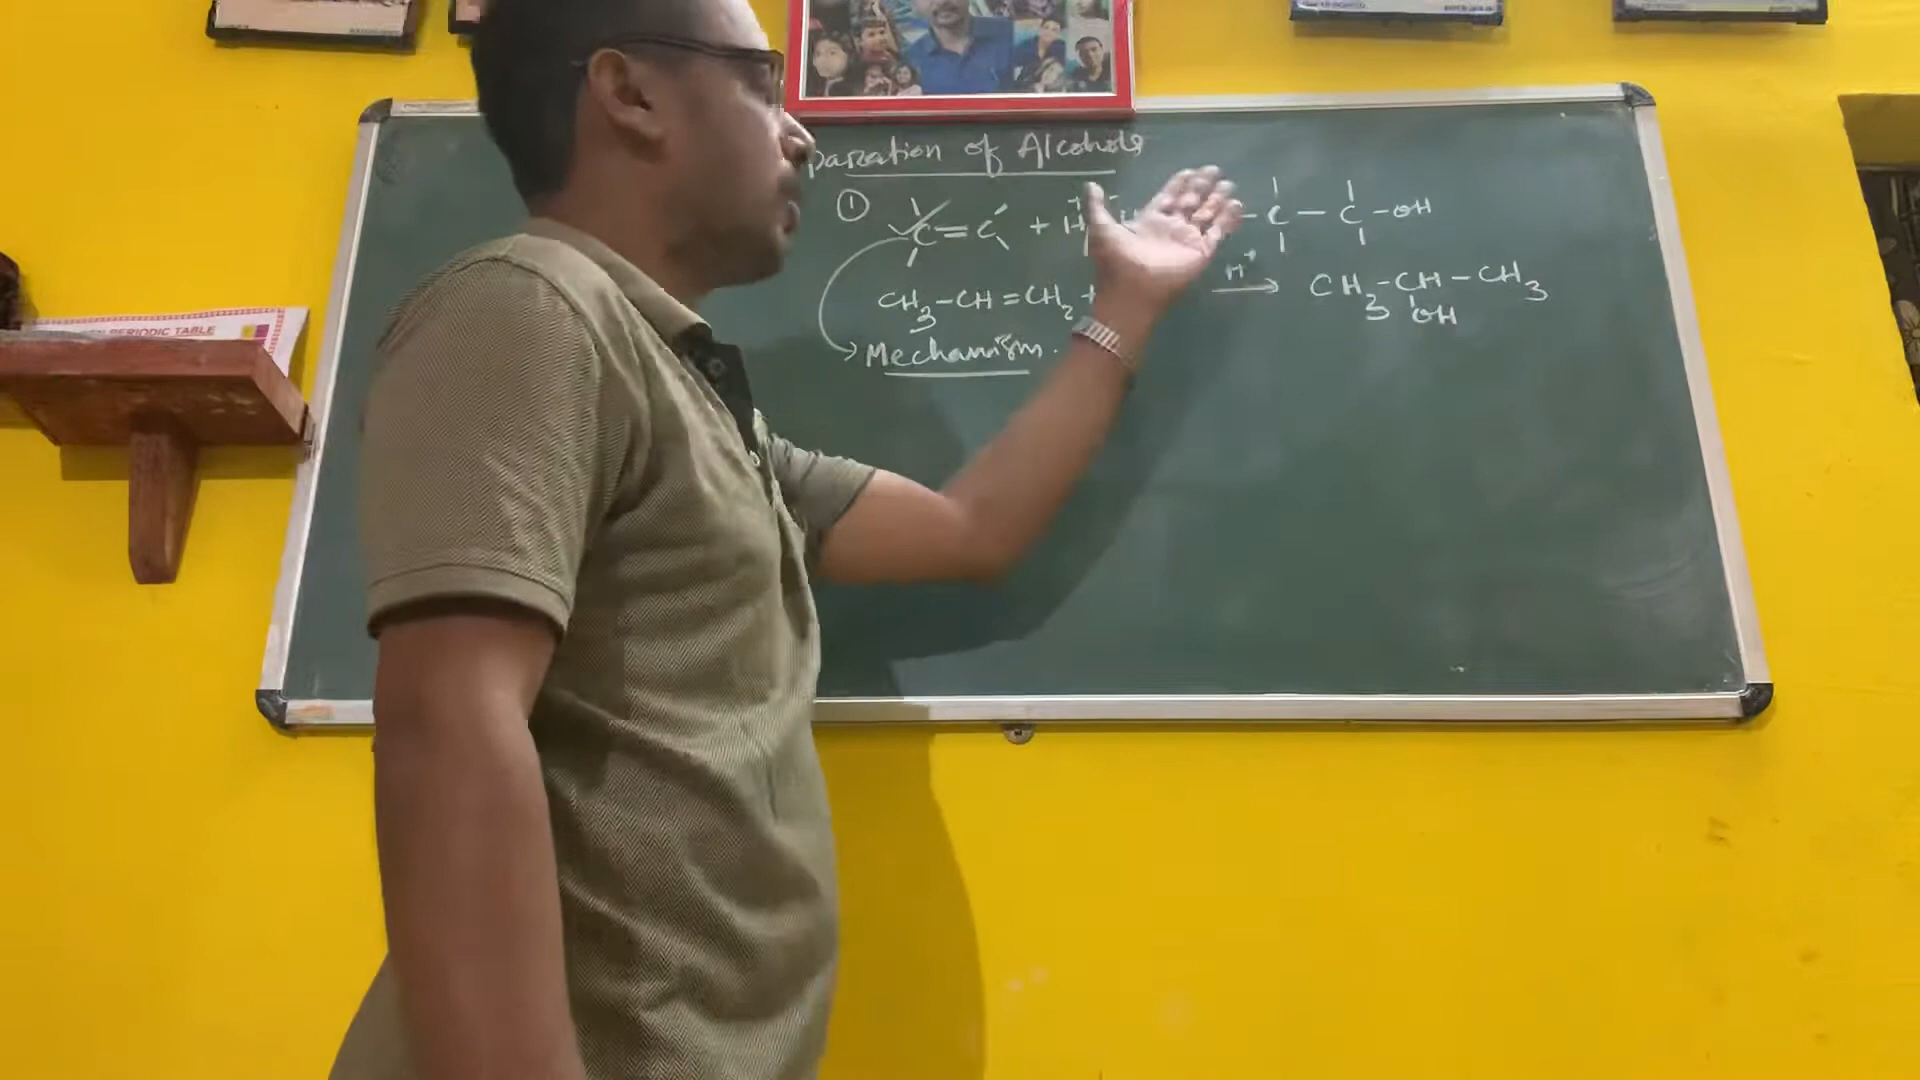 paration of Alcohols
① C = C + H C – C – OH
CH3 – CH = CH2 + H+ → CH3 – CH – CH3
OH
→ Mechanism.
PERIODIC TABLE